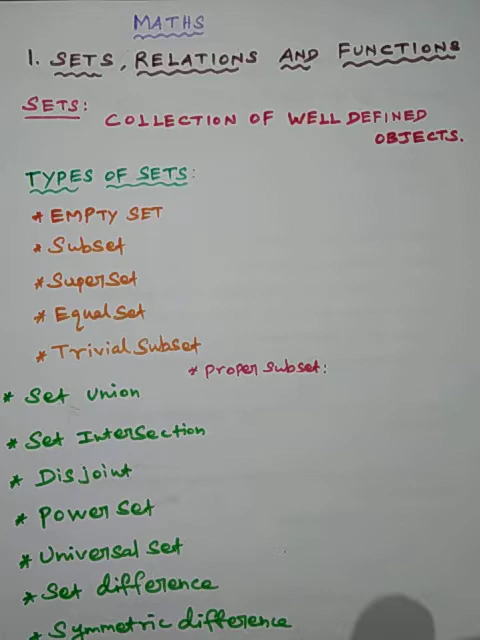 MATHS
1. SETS, RELATIONS AND FUNCTIONS
SETS:
COLLECTION OF WELL DEFINED
OBJECTS.
TYPES OF SETS:
* EMPTY SET
* Subset
* Superset
* Equal set
* Trivial Subset
* Proper subset:
* Set union
* Set Intersection
* Disjoint
* Power set
* Universal set
* Set difference
* Symmetric difference